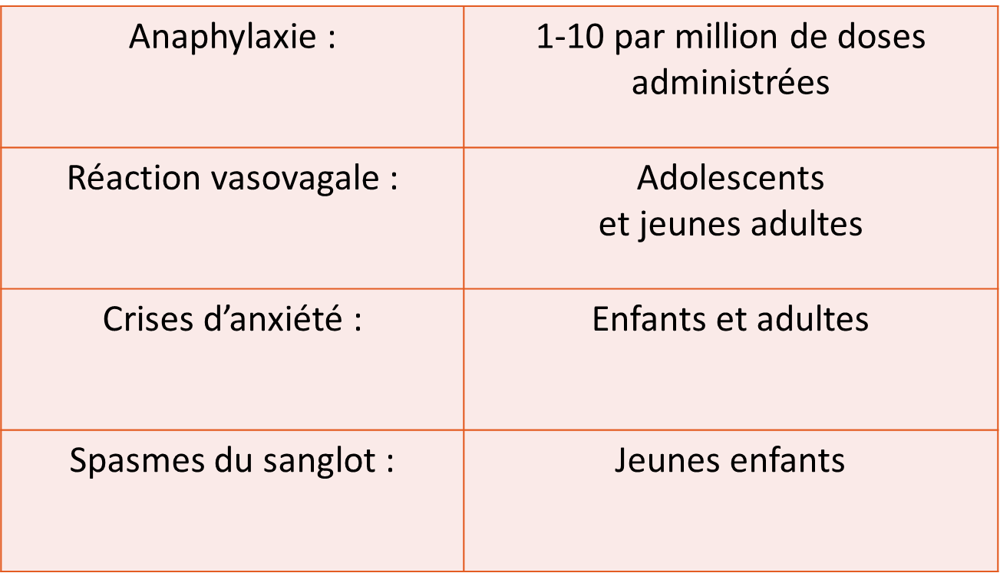 Anaphylaxie :
1-10 par million de doses
administrées
Réaction vasovagale :
Adolescents
et jeunes adultes
Crises d’anxiété :
Enfants et adultes
Spasmes du sanglot :
Jeunes enfants